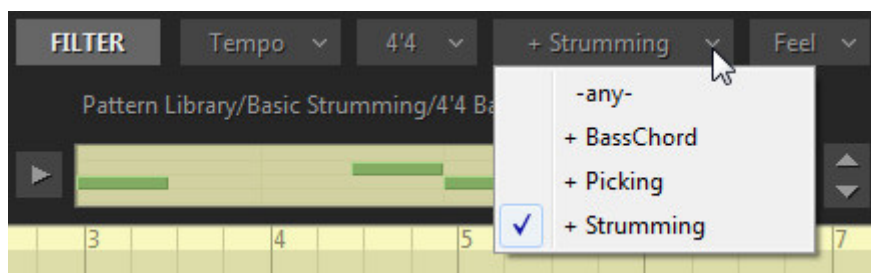 FILTER Tempo 4'4 + Strumming Feel
-any-
Pattern Library/Basic Strumming/4'4 Ba
+ BassChord
+ Picking
+ Strumming
3 4 5 7